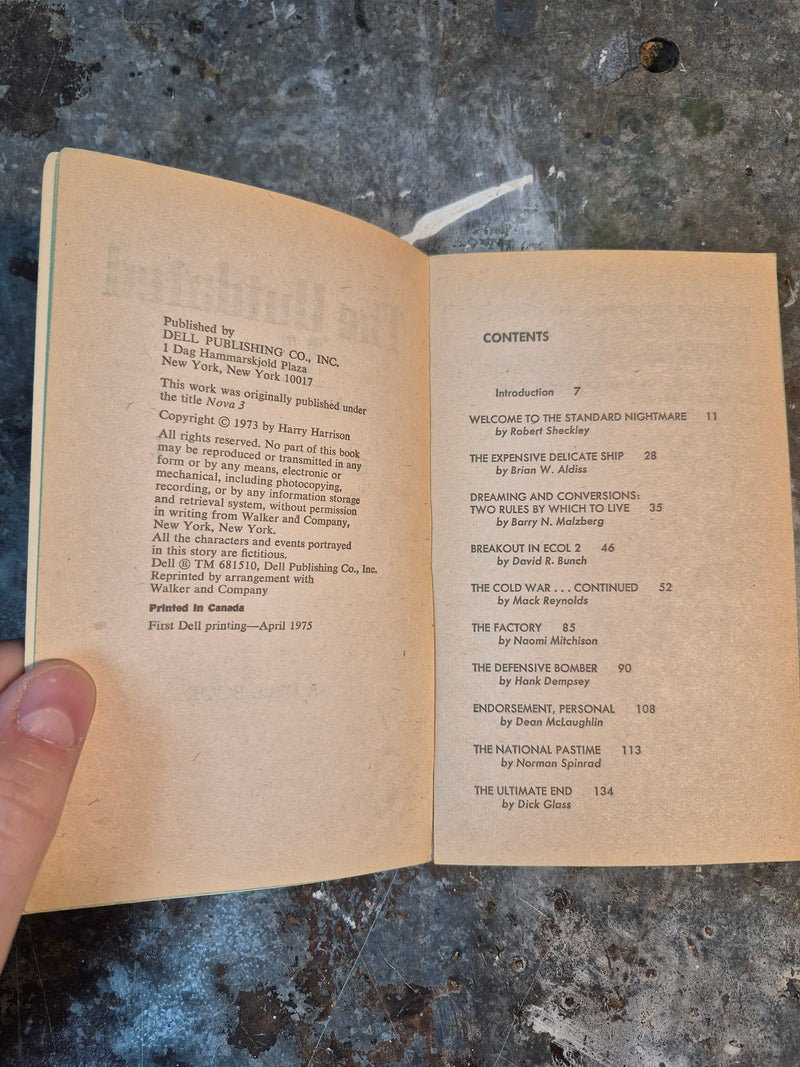 Published by
DELL PUBLISHING CO., INC.
1 Dag Hammarskjold Plaza
New York, New York 10017
This work was originally published under
the title Nova 3
Copyright © 1973 by Harry Harrison
All rights reserved. No part of this book
may be reproduced or transmitted in any
form or by any means, electronic or
mechanical, including photocopying,
recording, or by any information storage
and retrieval system, without permission
in writing from Walker and Company,
New York, New York.
All the characters and events portrayed
in this story are fictitious.
Dell ® TM 681510, Dell Publishing Co., Inc.
Reprinted by arrangement with
Walker and Company
Printed in Canada
First Dell printing—April 1975
CONTENTS
Introduction 7
WELCOME TO THE STANDARD NIGHTMARE 11
by Robert Sheckley
THE EXPENSIVE DELICATE SHIP 28
by Brian W. Aldiss
DREAMING AND CONVERSIONS:
TWO RULES BY WHICH TO LIVE 35
by Barry N. Malzberg
BREAKOUT IN ECOL 2 46
by David R. Bunch
THE COLD WAR . . . CONTINUED 52
by Mack Reynolds
THE FACTORY 85
by Naomi Mitchison
THE DEFENSIVE BOMBER 90
by Hank Dempsey
ENDORSEMENT, PERSONAL 108
by Dean McLaughlin
THE NATIONAL PASTIME 113
by Norman Spinrad
THE ULTIMATE END 134
by Dick Glass